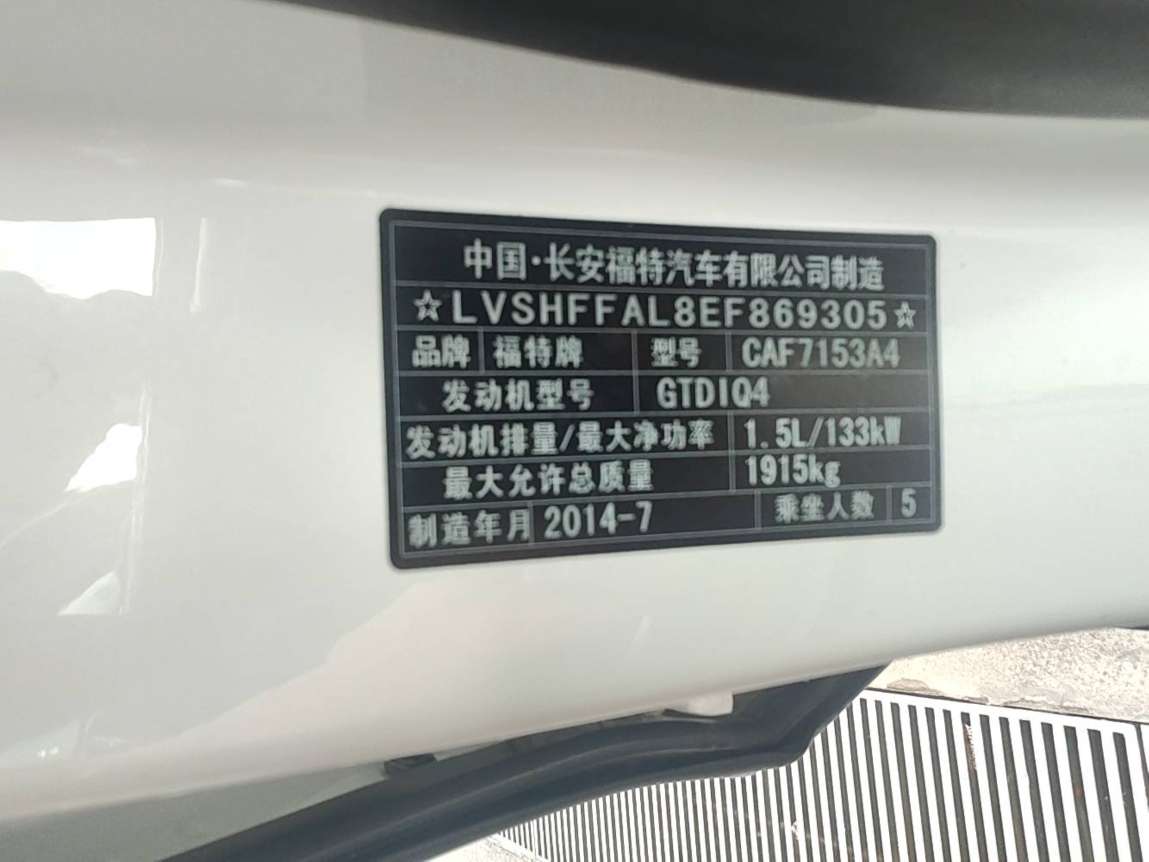 中国·长安福特汽车有限公司制造
☆LVSHFFAL8EF869305☆
品牌 福特牌 型号 CAF7153A4
发动机型号 GTDIQ4
发动机排量/最大净功率 1.5L/133kW
最大允许总质量 1915kg
制造年月 2014-7 乘坐人数 5